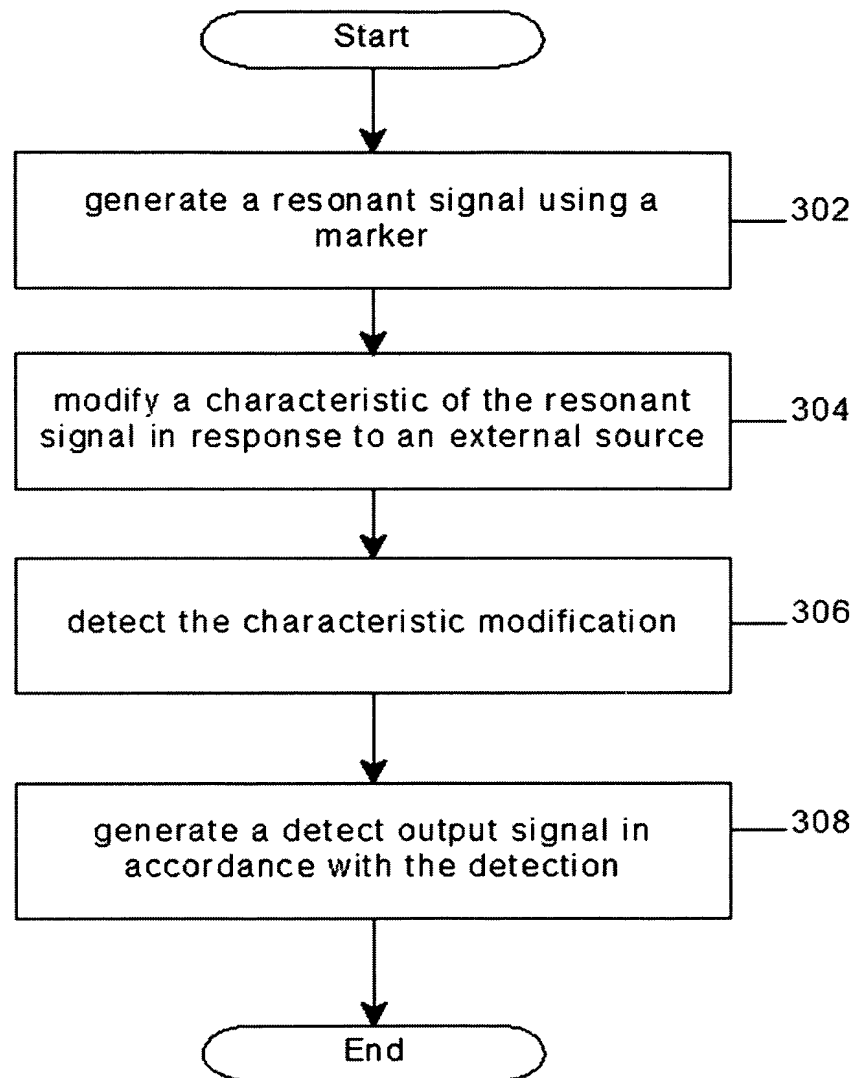 Start
generate a resonant signal using a
marker
302
modify a characteristic of the resonant
signal in response to an external source
304
detect the characteristic modification
306
generate a detect output signal in
accordance with the detection
308
End